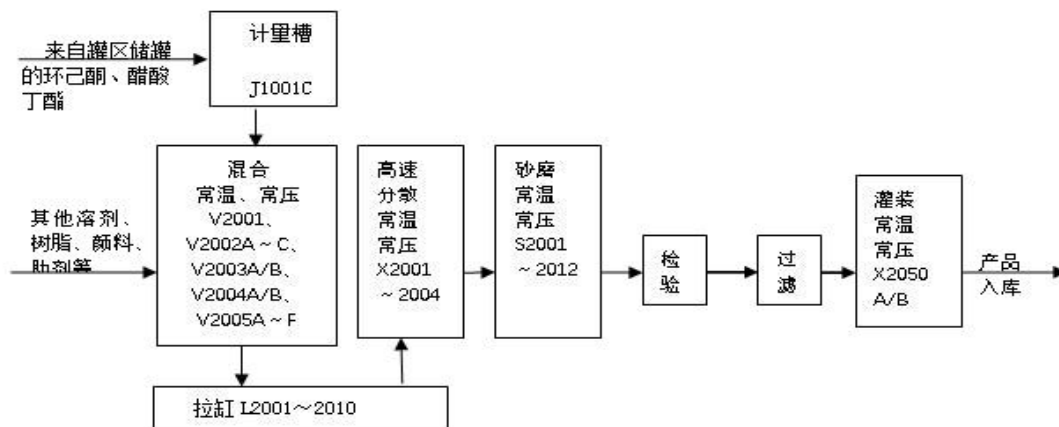 计量槽
J1001C
来自罐区储罐
的环己酮、醋酸
丁酯
混合
常温、常压
V2001、
V2002A~C、
V2003A/B、
V2004A/B、
V2005A~F
其他溶剂、
树脂、颜料、
助剂等
高速
分散
常温
常压
X2001
~2004
砂磨
常温
常压
S2001
~2012
检
验
过
滤
灌装
常温
常压
X2050
A/B
产品
入库
拉缸 L2001~2010